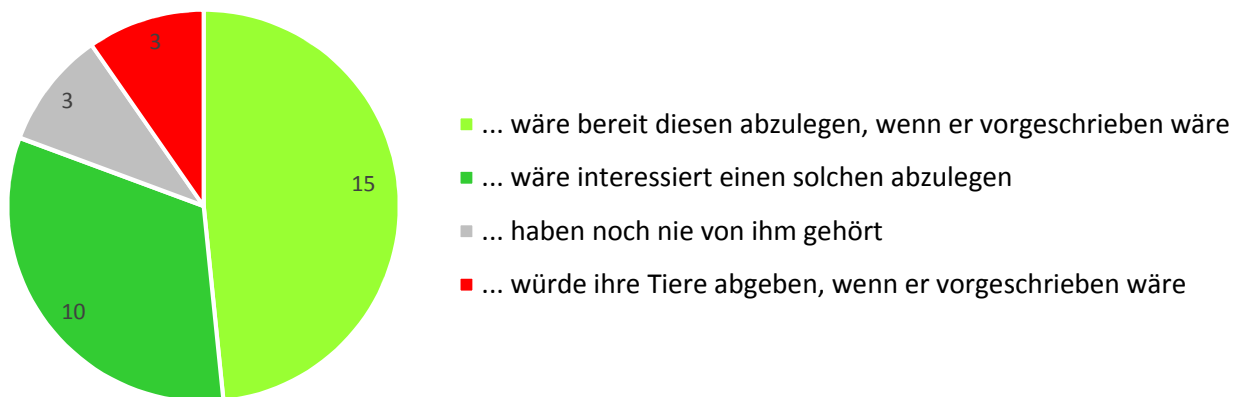 3
3
15
10
... wäre bereit diesen abzulegen, wenn er vorgeschrieben wäre
... wäre interessiert einen solchen abzulegen
... haben noch nie von ihm gehört
... würde ihre Tiere abgeben, wenn er vorgeschrieben wäre